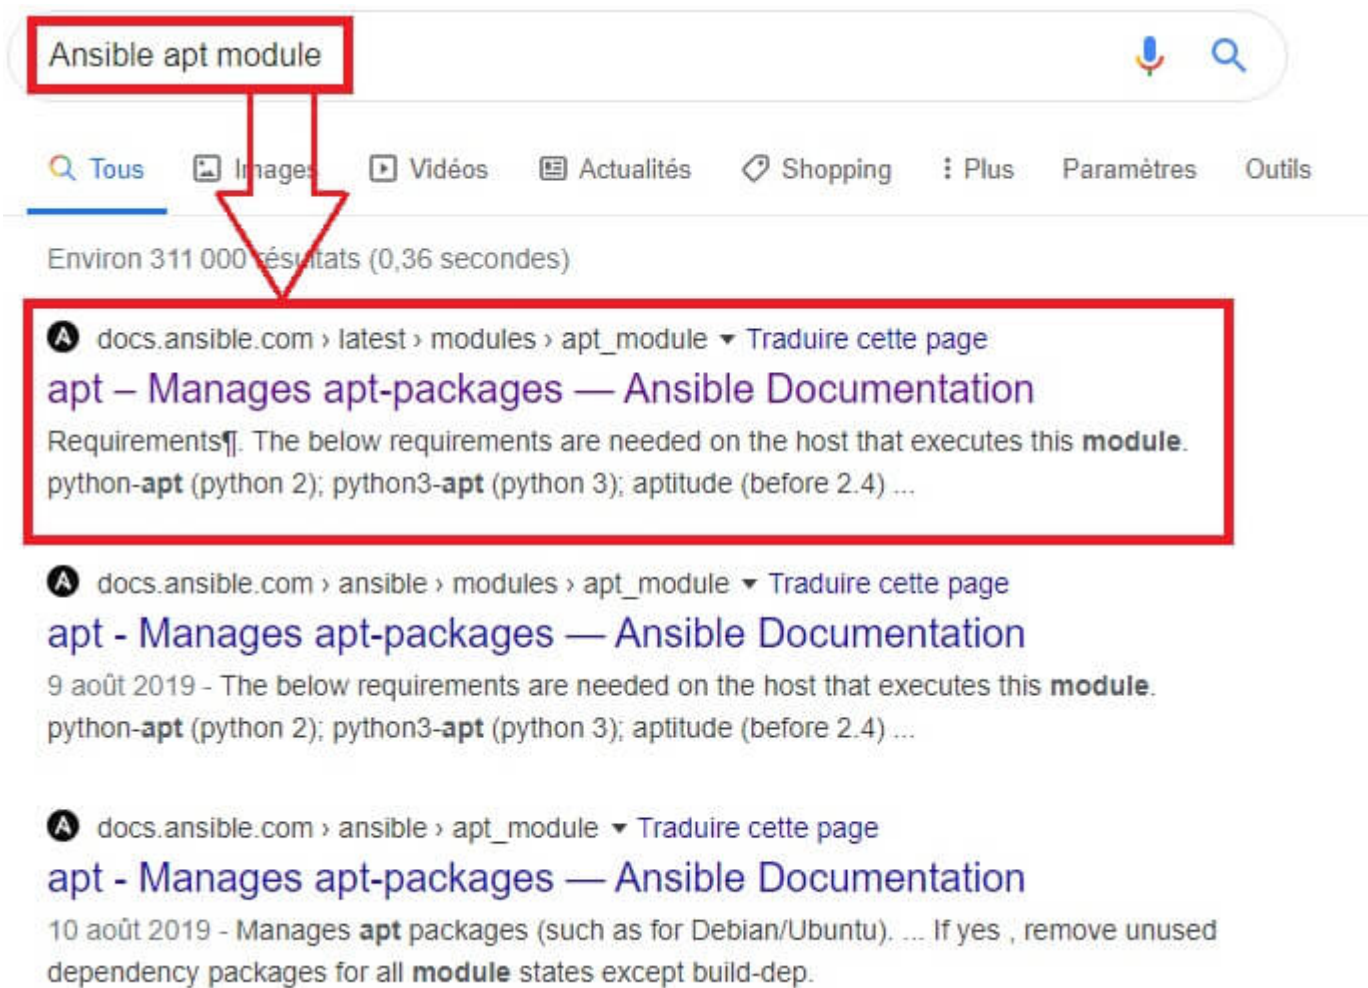 Ansible apt module
Tous Images Vidéos Actualités Shopping Plus Paramètres Outils
Environ 311 000 résultats (0,36 secondes)
docs.ansible.com › latest › modules › apt_module Traduire cette page
apt – Manages apt-packages — Ansible Documentation
Requirements¶. The below requirements are needed on the host that executes this module.
python-apt (python 2); python3-apt (python 3); aptitude (before 2.4) ...
docs.ansible.com › ansible › modules › apt_module Traduire cette page
apt - Manages apt-packages — Ansible Documentation
9 août 2019 - The below requirements are needed on the host that executes this module.
python-apt (python 2); python3-apt (python 3); aptitude (before 2.4) ...
docs.ansible.com › ansible › apt_module Traduire cette page
apt - Manages apt-packages — Ansible Documentation
10 août 2019 - Manages apt packages (such as for Debian/Ubuntu). ... If yes , remove unused
dependency packages for all module states except build-dep.